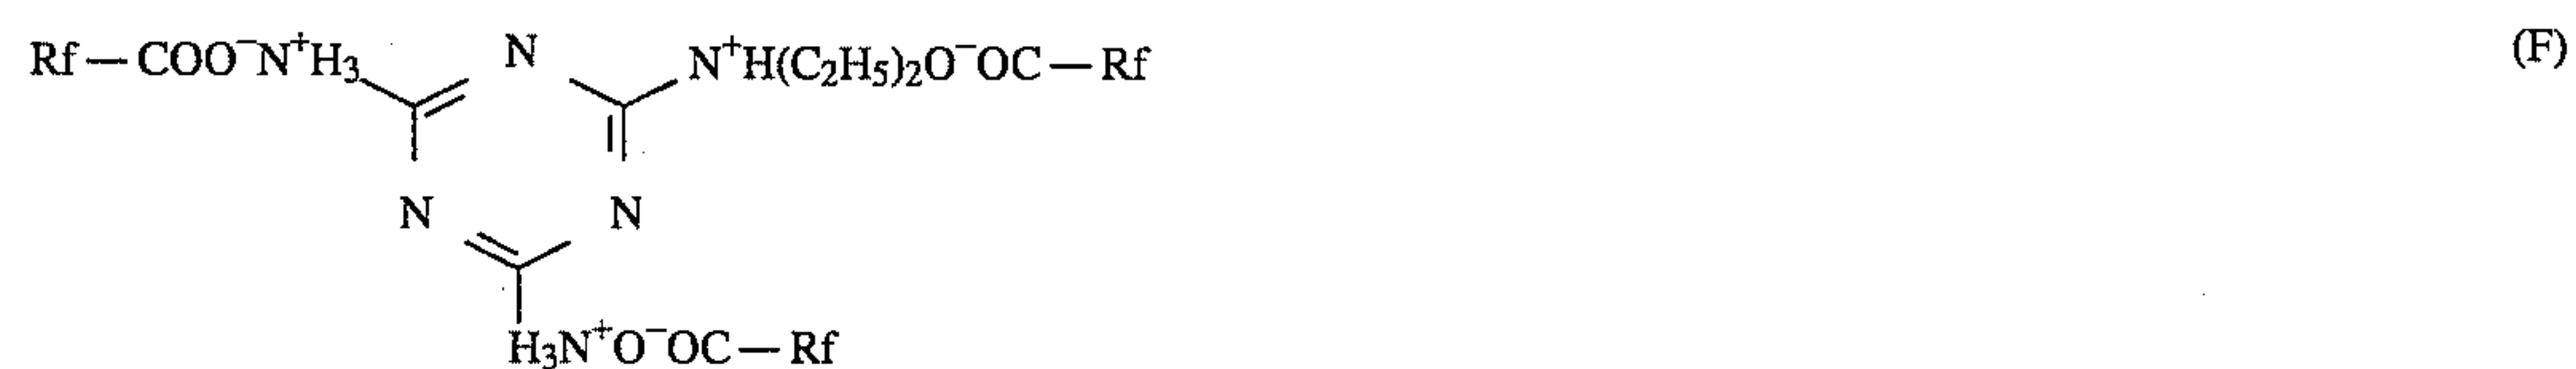 Rf—COO⁻N⁺H₃ N N⁺H(C₂H₅)₂O⁻OC—Rf (F)
N N
H₃N⁺O⁻OC—Rf